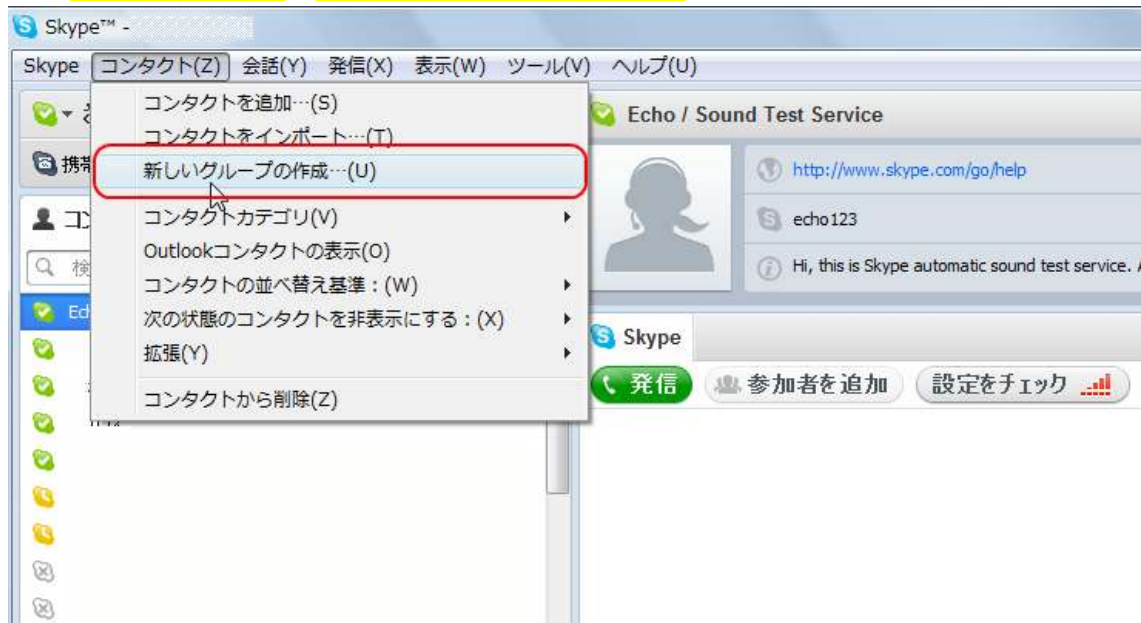 Skype™ -
Skype コンタクト(Z) 会話(Y) 発信(X) 表示(W) ツール(V) ヘルプ(U)
コンタクトを追加…(S)
コンタクトをインポート…(T)
新しいグループの作成…(U)
コンタクトカテゴリ(V)
Outlookコンタクトの表示(O)
コンタクトの並べ替え基準：(W)
次の状態のコンタクトを非表示にする：(X)
拡張(Y)
コンタクトから削除(Z)
携帯
コン
検
Ech
Echo / Sound Test Service
http://www.skype.com/go/help
echo123
Hi, this is Skype automatic sound test service.
Skype
発信 参加者を追加 設定をチェック